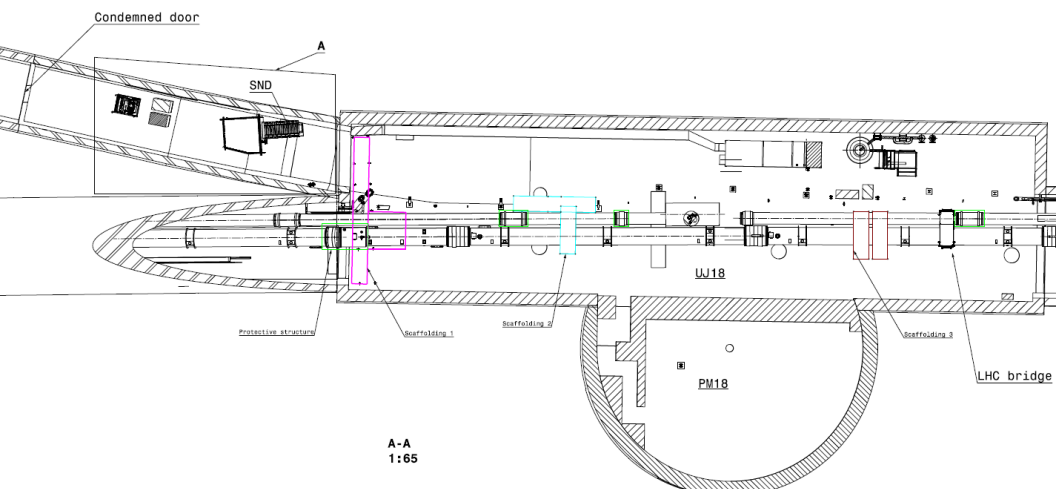 Condemned door
A
SND
UJ18
Protective structure
Scaffolding 1
Scaffolding 2
Scaffolding 3
LHC bridge
PM18
A-A
1:65